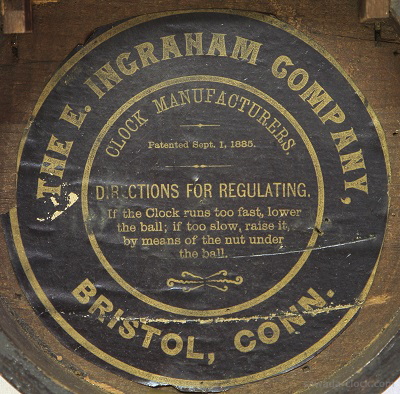 THE E. INGRAHAM COMPANY,
CLOCK MANUFACTURERS.
Patented Sept. 1, 1885.
DIRECTIONS FOR REGULATING.
If the Clock runs too fast, lower
the ball; if too slow, raise it,
by means of the nut under
the ball.
BRISTOL, CONN.